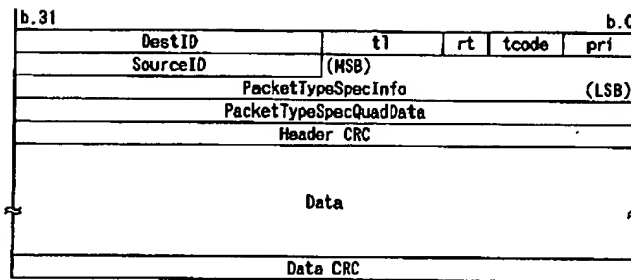 b.31 b.0
DestID tl rt tcode pri
SourceID (MSB)
PacketTypeSpecInfo (LSB)
PacketTypeSpecQuadData
Header CRC
Data
Data CRC